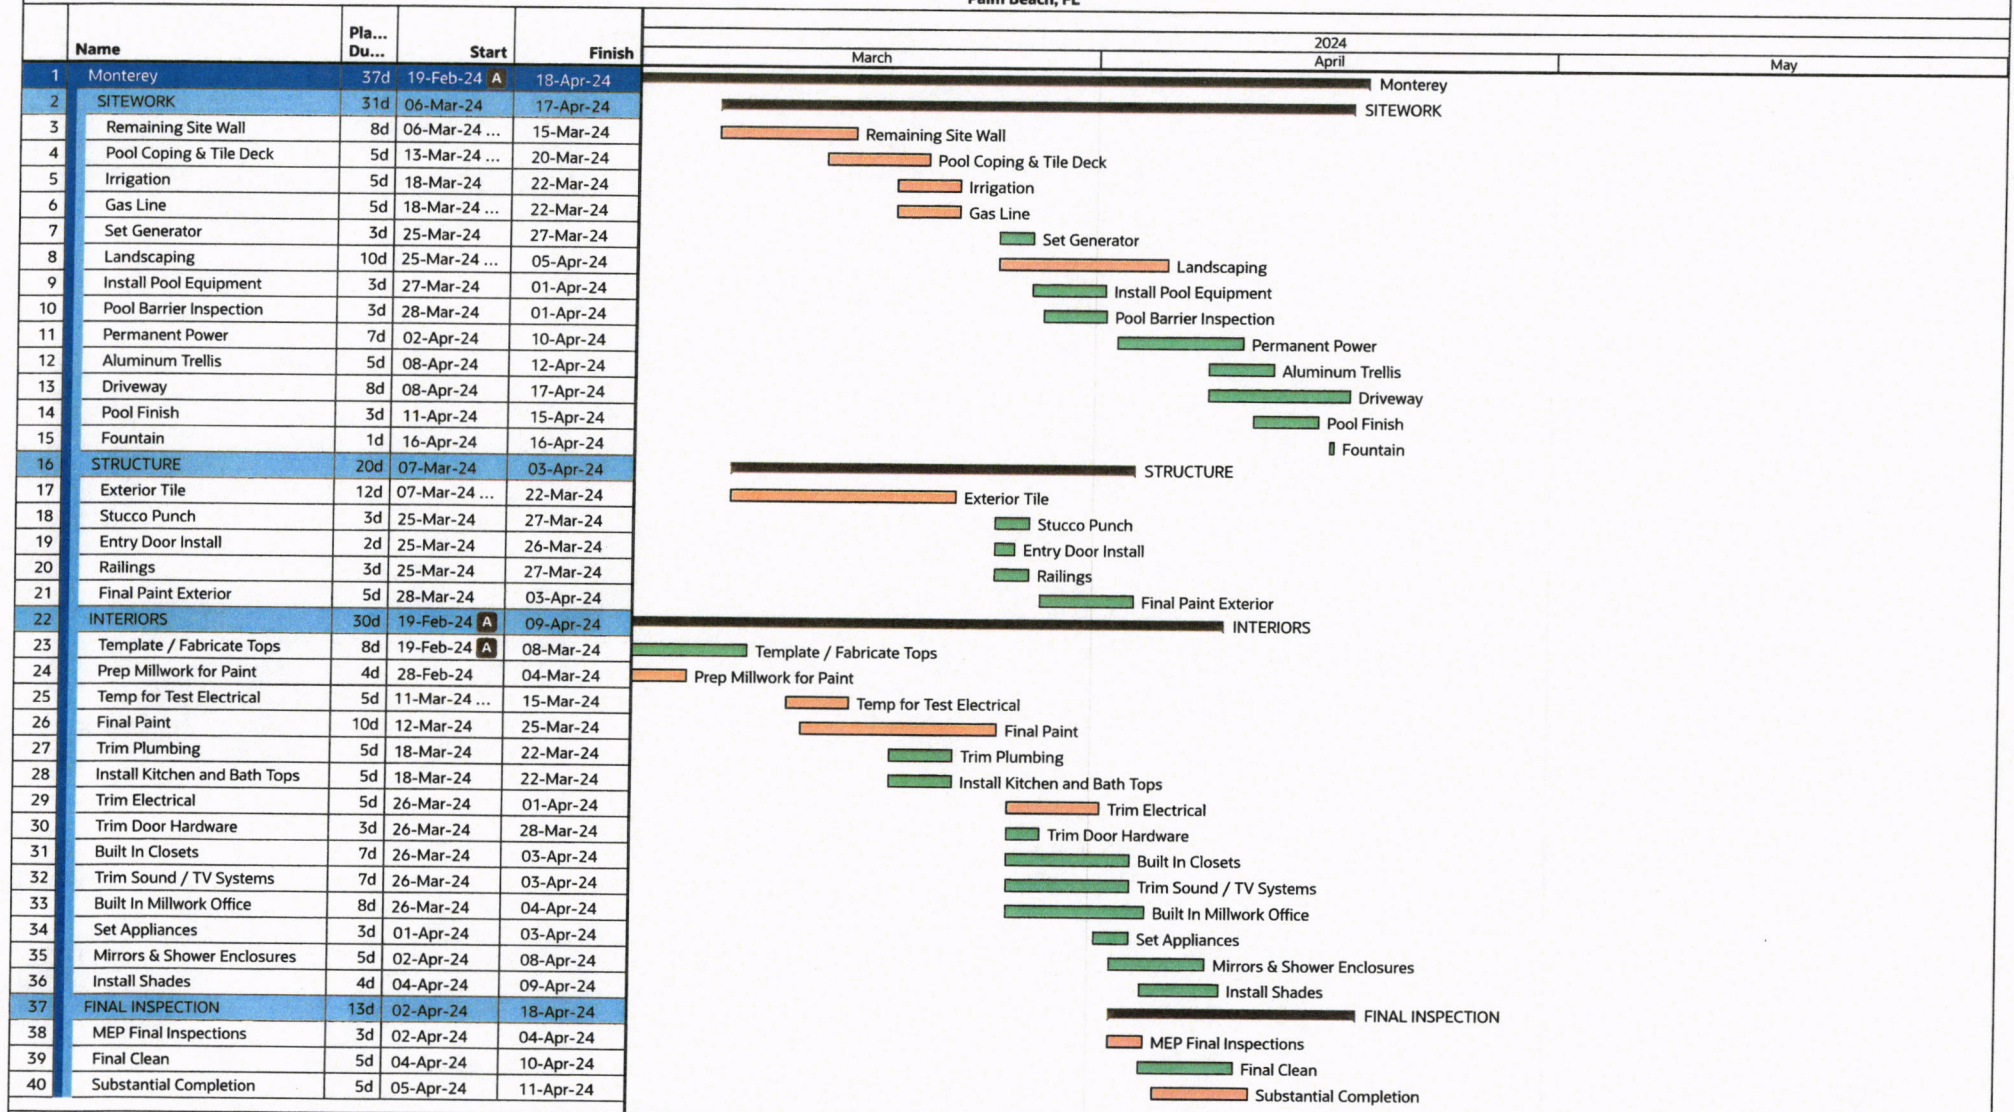 Palm Beach, FL
Name Pla... Du... Start Finish
2024
March April May
1 Monterey 37d 19-Feb-24 A 18-Apr-24 Monterey
2 SITEWORK 31d 06-Mar-24 17-Apr-24 SITEWORK
3 Remaining Site Wall 8d 06-Mar-24 ... 15-Mar-24 Remaining Site Wall
4 Pool Coping & Tile Deck 5d 13-Mar-24 ... 20-Mar-24 Pool Coping & Tile Deck
5 Irrigation 5d 18-Mar-24 22-Mar-24 Irrigation
6 Gas Line 5d 18-Mar-24 ... 22-Mar-24 Gas Line
7 Set Generator 3d 25-Mar-24 27-Mar-24 Set Generator
8 Landscaping 10d 25-Mar-24 ... 05-Apr-24 Landscaping
9 Install Pool Equipment 3d 27-Mar-24 01-Apr-24 Install Pool Equipment
10 Pool Barrier Inspection 3d 28-Mar-24 01-Apr-24 Pool Barrier Inspection
11 Permanent Power 7d 02-Apr-24 10-Apr-24 Permanent Power
12 Aluminum Trellis 5d 08-Apr-24 12-Apr-24 Aluminum Trellis
13 Driveway 8d 08-Apr-24 17-Apr-24 Driveway
14 Pool Finish 3d 11-Apr-24 15-Apr-24 Pool Finish
15 Fountain 1d 16-Apr-24 16-Apr-24 Fountain
16 STRUCTURE 20d 07-Mar-24 03-Apr-24 STRUCTURE
17 Exterior Tile 12d 07-Mar-24 ... 22-Mar-24 Exterior Tile
18 Stucco Punch 3d 25-Mar-24 27-Mar-24 Stucco Punch
19 Entry Door Install 2d 25-Mar-24 26-Mar-24 Entry Door Install
20 Railings 3d 25-Mar-24 27-Mar-24 Railings
21 Final Paint Exterior 5d 28-Mar-24 03-Apr-24 Final Paint Exterior
22 INTERIORS 30d 19-Feb-24 A 09-Apr-24 INTERIORS
23 Template / Fabricate Tops 8d 19-Feb-24 A 08-Mar-24 Template / Fabricate Tops
24 Prep Millwork for Paint 4d 28-Feb-24 04-Mar-24 Prep Millwork for Paint
25 Temp for Test Electrical 5d 11-Mar-24 ... 15-Mar-24 Temp for Test Electrical
26 Final Paint 10d 12-Mar-24 25-Mar-24 Final Paint
27 Trim Plumbing 5d 18-Mar-24 22-Mar-24 Trim Plumbing
28 Install Kitchen and Bath Tops 5d 18-Mar-24 22-Mar-24 Install Kitchen and Bath Tops
29 Trim Electrical 5d 26-Mar-24 01-Apr-24 Trim Electrical
30 Trim Door Hardware 3d 26-Mar-24 28-Mar-24 Trim Door Hardware
31 Built In Closets 7d 26-Mar-24 03-Apr-24 Built In Closets
32 Trim Sound / TV Systems 7d 26-Mar-24 03-Apr-24 Trim Sound / TV Systems
33 Built In Millwork Office 8d 26-Mar-24 04-Apr-24 Built In Millwork Office
34 Set Appliances 3d 01-Apr-24 03-Apr-24 Set Appliances
35 Mirrors & Shower Enclosures 5d 02-Apr-24 08-Apr-24 Mirrors & Shower Enclosures
36 Install Shades 4d 04-Apr-24 09-Apr-24 Install Shades
37 FINAL INSPECTION 13d 02-Apr-24 18-Apr-24 FINAL INSPECTION
38 MEP Final Inspections 3d 02-Apr-24 04-Apr-24 MEP Final Inspections
39 Final Clean 5d 04-Apr-24 10-Apr-24 Final Clean
40 Substantial Completion 5d 05-Apr-24 11-Apr-24 Substantial Completion